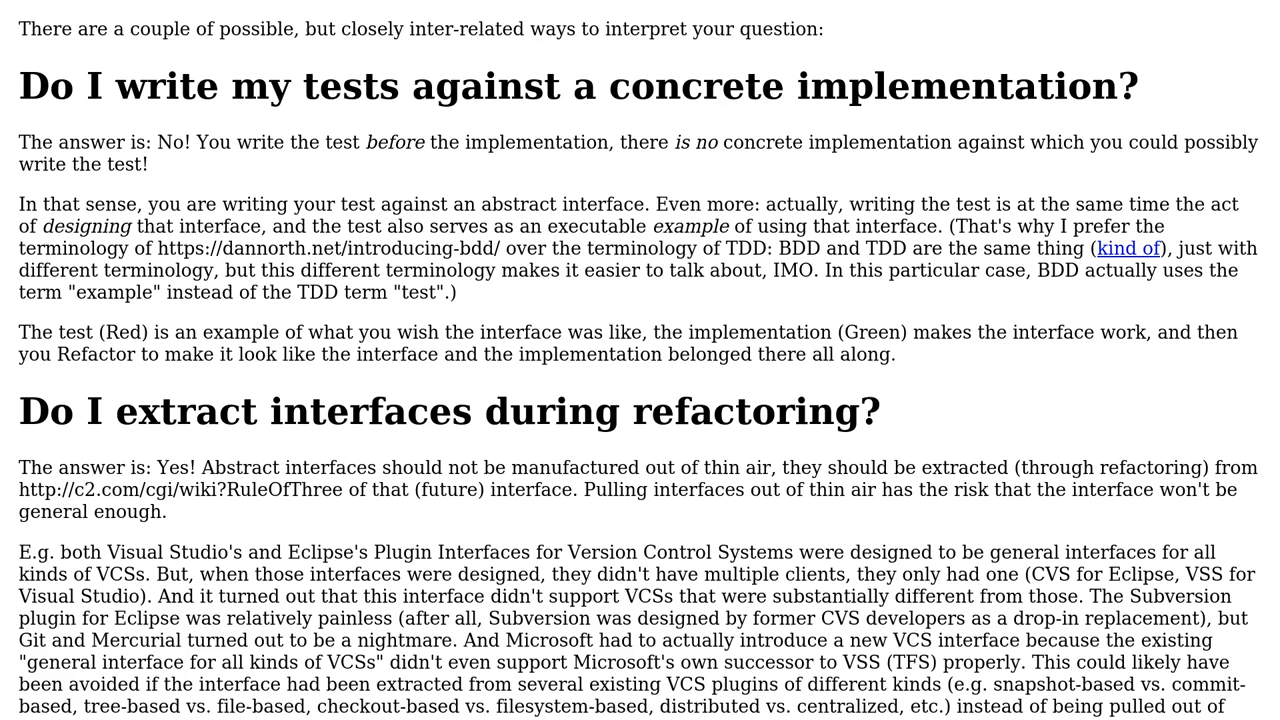 There are a couple of possible, but closely inter-related ways to interpret your question:
Do I write my tests against a concrete implementation?
The answer is: No! You write the test before the implementation, there is no concrete implementation against which you could possibly
write the test!
In that sense, you are writing your test against an abstract interface. Even more: actually, writing the test is at the same time the act
of designing that interface, and the test also serves as an executable example of using that interface. (That's why I prefer the
terminology of https://dannorth.net/introducing-bdd/ over the terminology of TDD: BDD and TDD are the same thing (kind of), just with
different terminology, but this different terminology makes it easier to talk about, IMO. In this particular case, BDD actually uses the
term "example" instead of the TDD term "test".)
The test (Red) is an example of what you wish the interface was like, the implementation (Green) makes the interface work, and then
you Refactor to make it look like the interface and the implementation belonged there all along.
Do I extract interfaces during refactoring?
The answer is: Yes! Abstract interfaces should not be manufactured out of thin air, they should be extracted (through refactoring) from
http://c2.com/cgi/wiki?RuleOfThree of that (future) interface. Pulling interfaces out of thin air has the risk that the interface won't be
general enough.
E.g. both Visual Studio's and Eclipse's Plugin Interfaces for Version Control Systems were designed to be general interfaces for all
kinds of VCSs. But, when those interfaces were designed, they didn't have multiple clients, they only had one (CVS for Eclipse, VSS for
Visual Studio). And it turned out that this interface didn't support VCSs that were substantially different from those. The Subversion
plugin for Eclipse was relatively painless (after all, Subversion was designed by former CVS developers as a drop-in replacement), but
Git and Mercurial turned out to be a nightmare. And Microsoft had to actually introduce a new VCS interface because the existing
"general interface for all kinds of VCSs" didn't even support Microsoft's own successor to VSS (TFS) properly. This could likely have
been avoided if the interface had been extracted from several existing VCS plugins of different kinds (e.g. snapshot-based vs. commit-
based, tree-based vs. file-based, checkout-based vs. filesystem-based, distributed vs. centralized, etc.) instead of being pulled out of